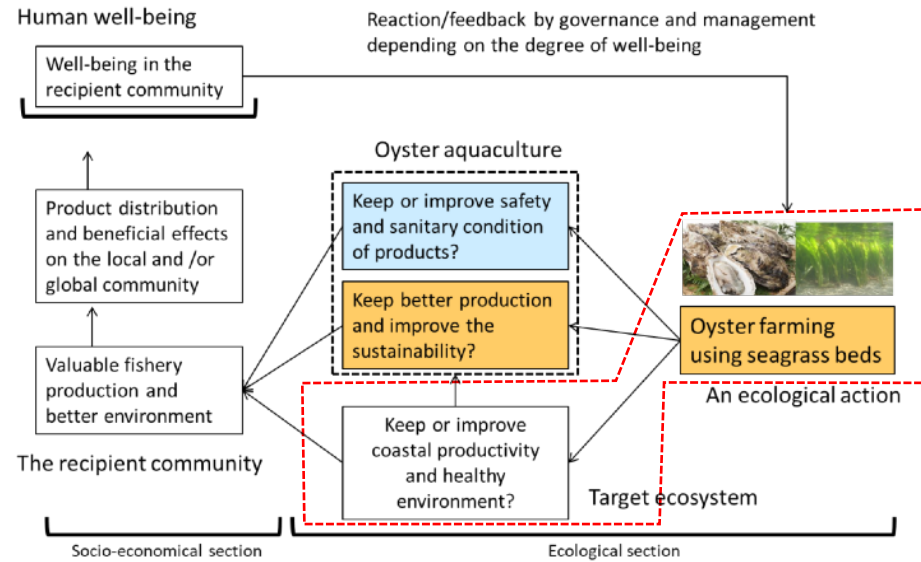 Human well-being
Reaction/feedback by governance and management
depending on the degree of well-being
Well-being in the
recipient community
Oyster aquaculture
Keep or improve safety
and sanitary condition
of products?
Product distribution
and beneficial effects
on the local and /or
global community
Keep better production
and improve the
sustainability?
Oyster farming
using seagrass beds
Valuable fishery
production and
better environment
An ecological action
Keep or improve
coastal productivity
and healthy
environment?
The recipient community
Target ecosystem
Socio-economical section
Ecological section